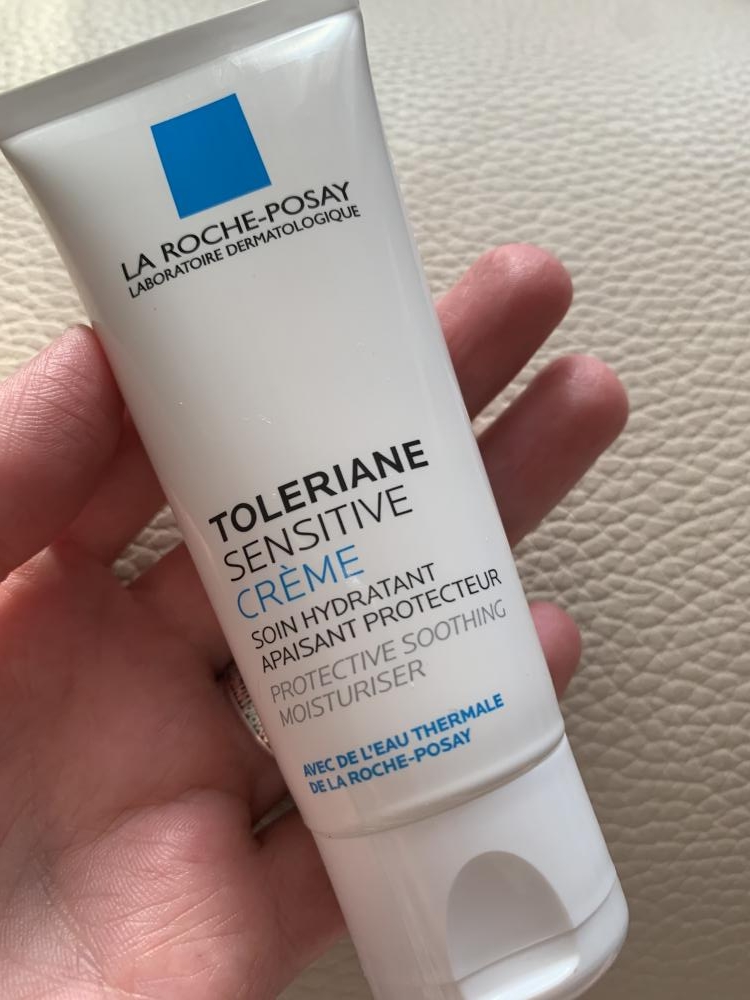 LA ROCHE-POSAY
LABORATOIRE DERMATOLOGIQUE
TOLERIANE
SENSITIVE
CRÈME
SOIN HYDRATANT
APAISANT PROTECTEUR
PROTECTIVE SOOTHING
MOISTURISER
AVEC DE L'EAU THERMALE
DE LA ROCHE-POSAY